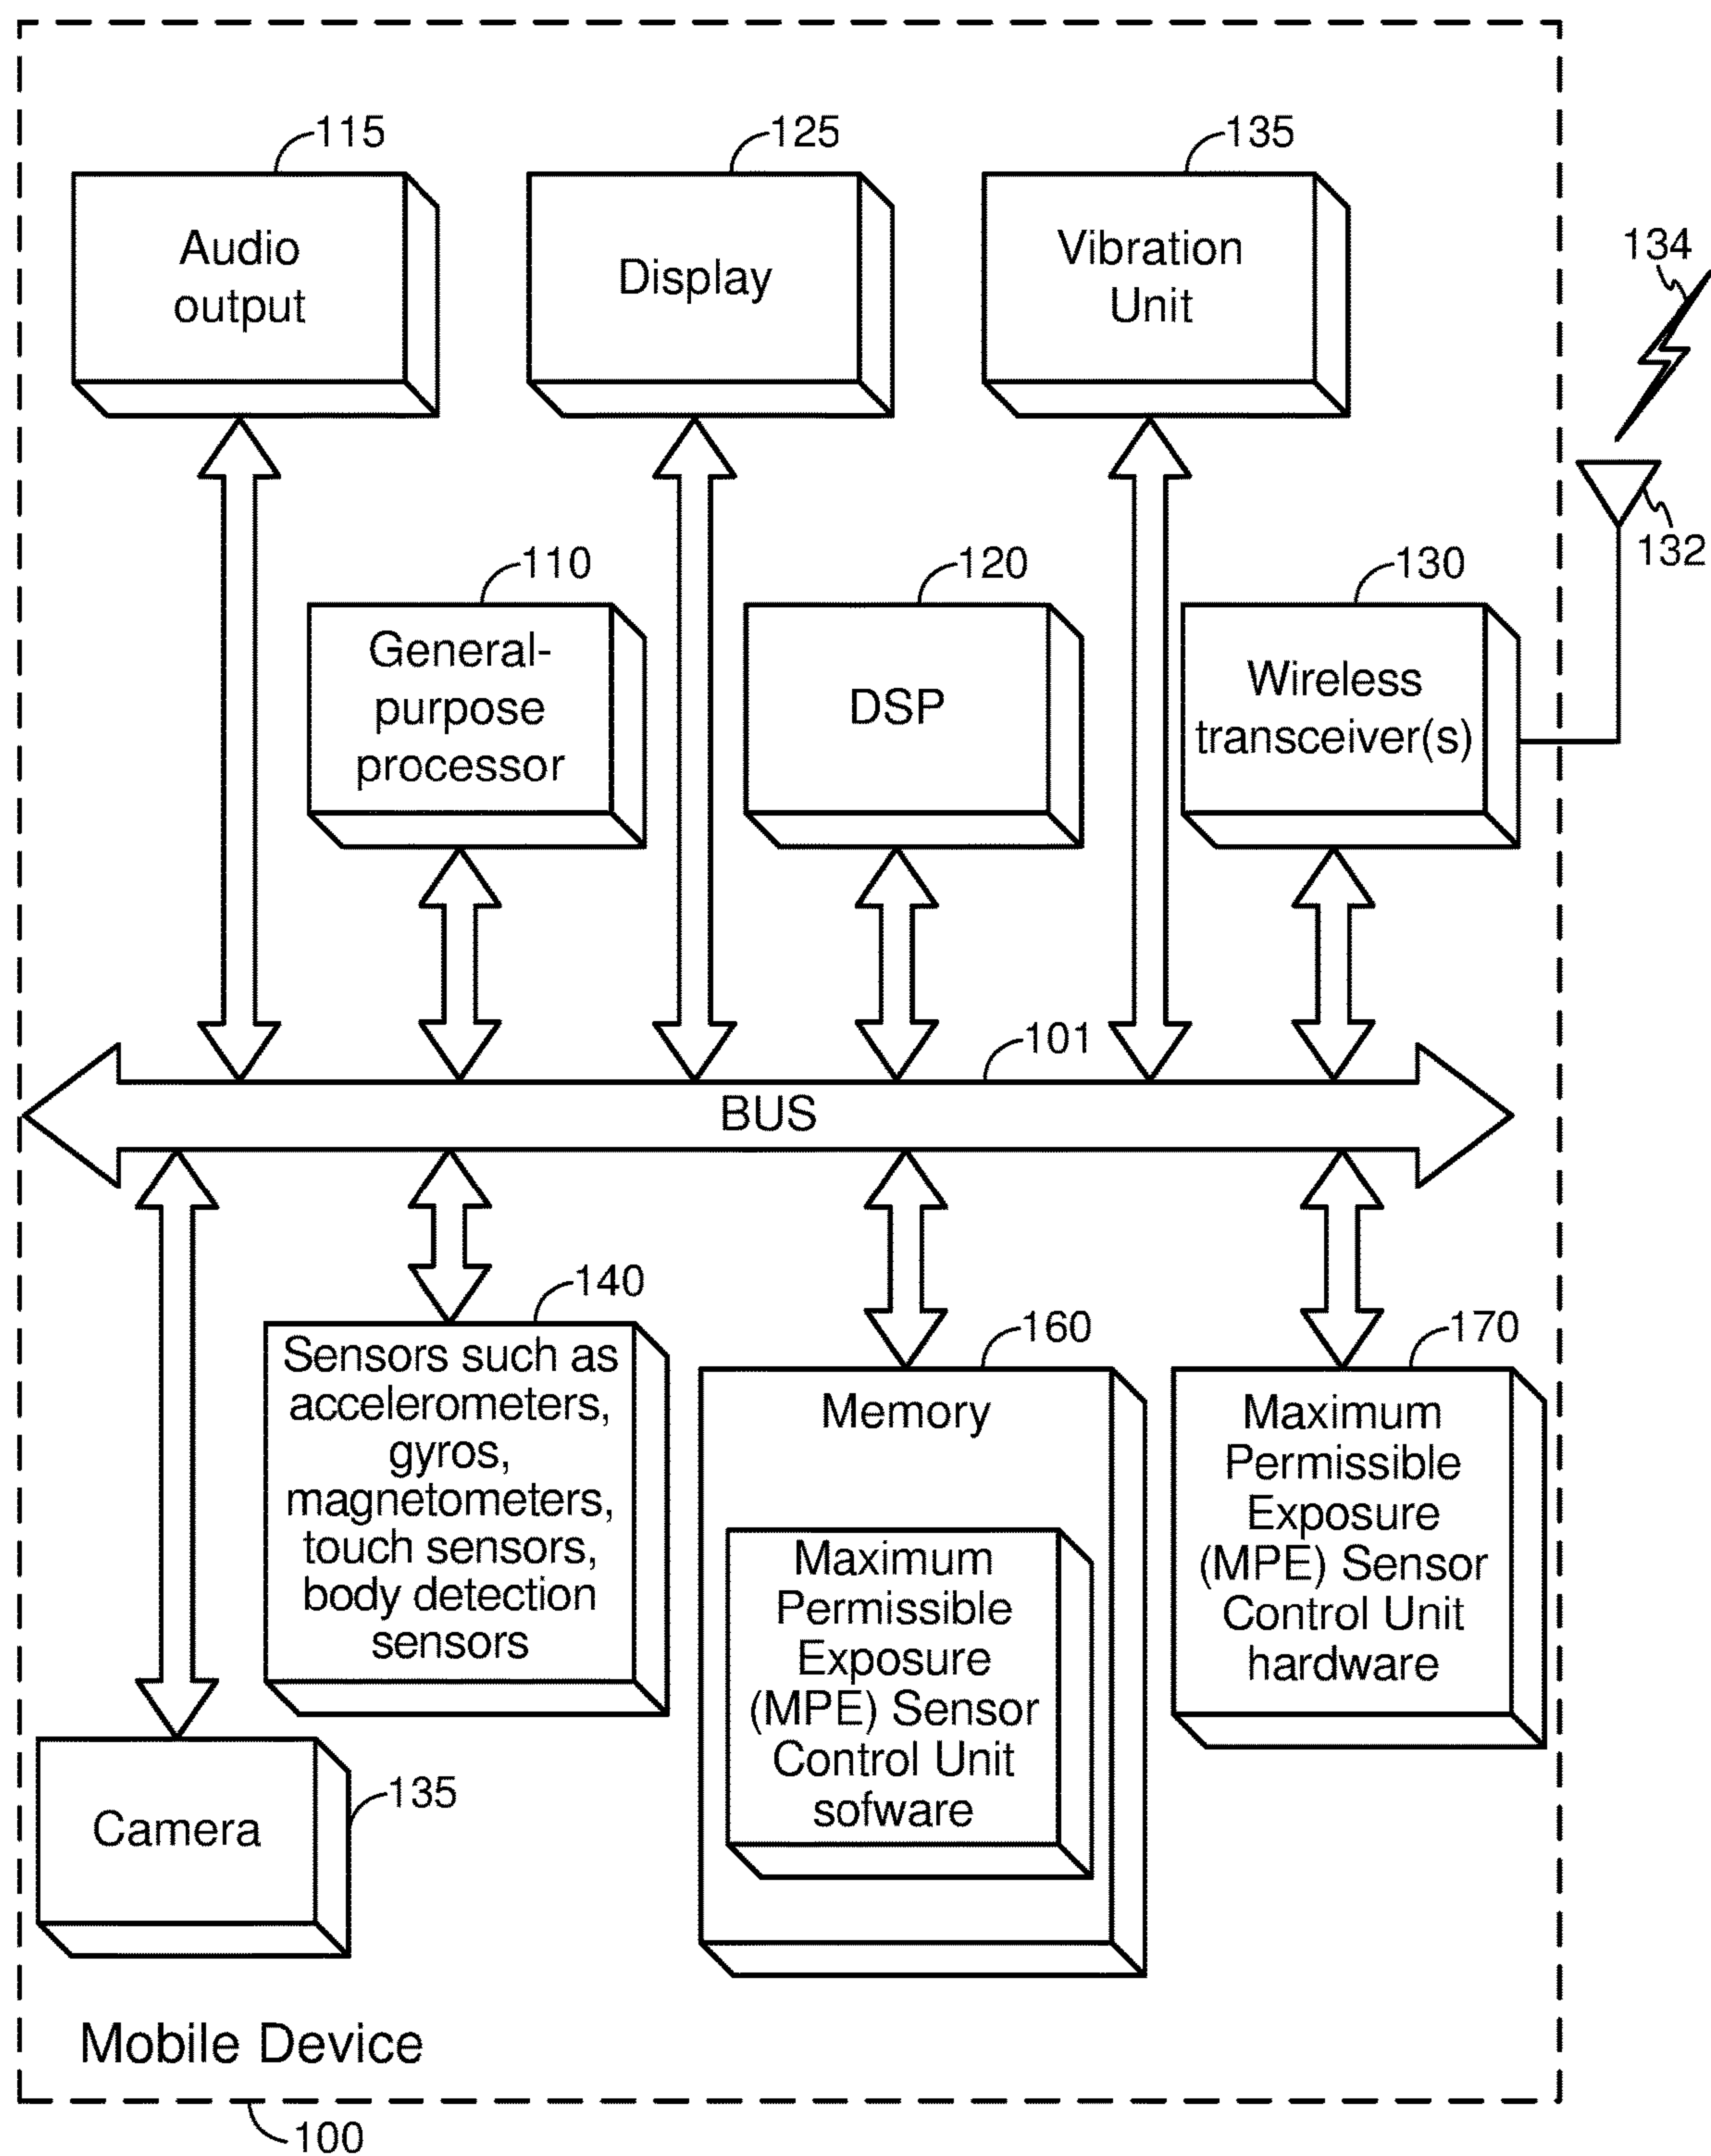 115
125
135
Audio
output
Display
Vibration
Unit
134
132
110
120
130
General-
purpose
processor
DSP
Wireless
transceiver(s)
101
BUS
140
160
170
Sensors such as
accelerometers,
gyros,
magnetometers,
touch sensors,
body detection
sensors
Memory
Maximum
Permissible
Exposure
(MPE) Sensor
Control Unit
sofware
Maximum
Permissible
Exposure
(MPE) Sensor
Control Unit
hardware
Camera
135
Mobile Device
100